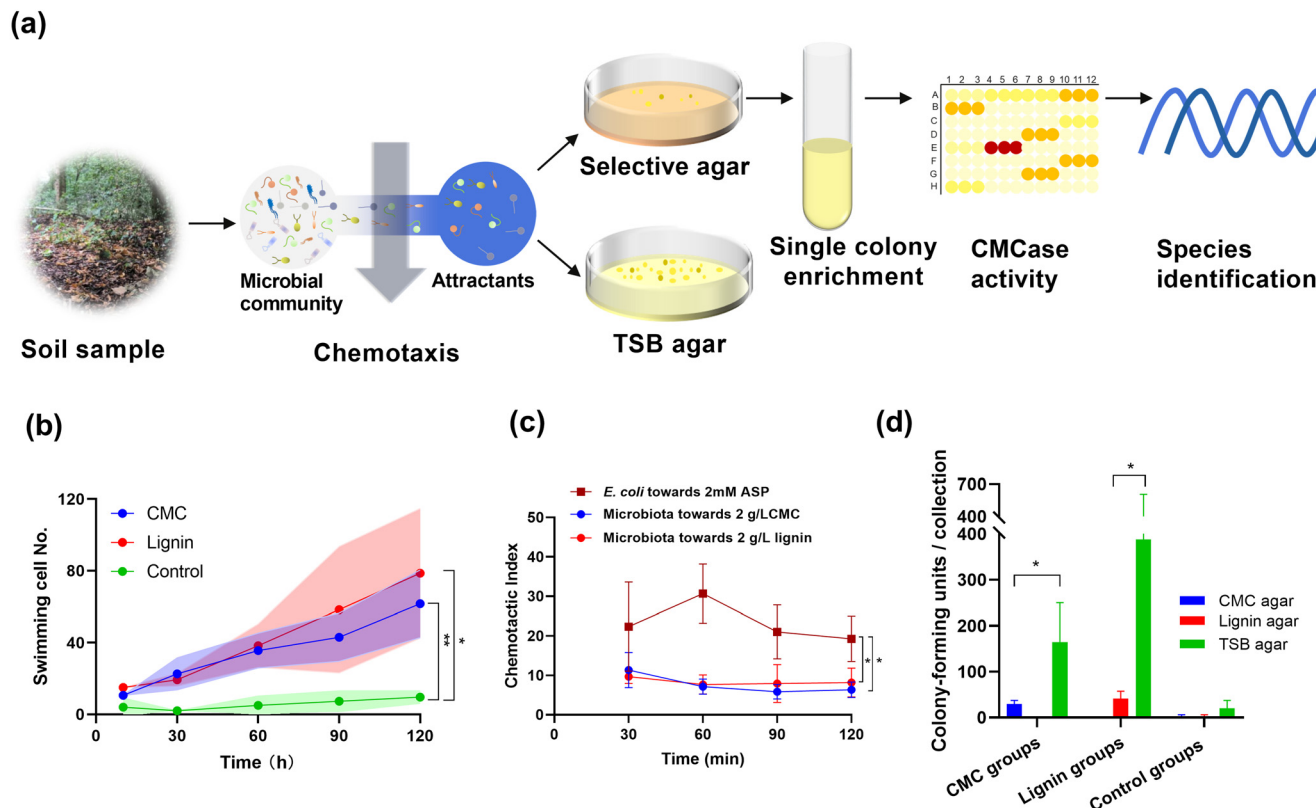 (a)
Soil sample
Microbial
community
Attractants
Chemotaxis
Selective agar
TSB agar
Single colony
enrichment
1 2 3 4 5 6 7 8 9 10 11 12
A
B
C
D
E
F
G
H
CMCase
activity
Species
identification
(b)
Swimming cell No.
120
80
40
0
CMC
Lignin
Control
**
*
0 30 60 90 120
Time (h)
(c)
E. coli towards 2mM ASP
Microbiota towards 2 g/LCMC
Microbiota towards 2 g/L lignin
Chemotactic Index
40
30
20
10
0
* *
0 30 60 90 120
Time (min)
(d)
Colony-forming units / collection
700
400
400
300
200
100
0
*
*
CMC agar
Lignin agar
TSB agar
CMC groups
Lignin groups
Control groups